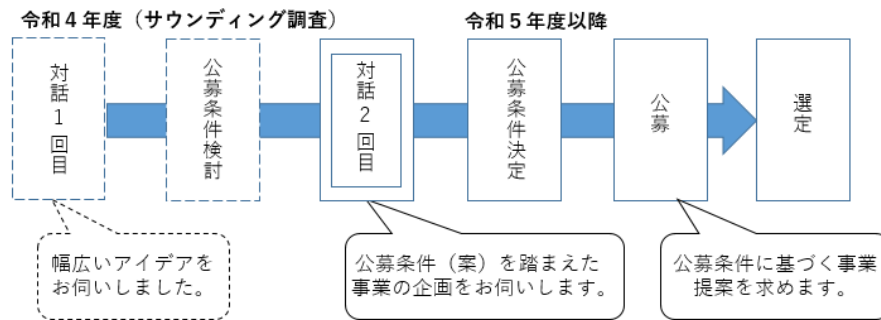 令和４年度（サウンディング調査）
令和５年度以降
対話１回目
公募条件検討
対話２回目
公募条件決定
公募
選定
幅広いアイデアを
お伺いしました。
公募条件（案）を踏まえた
事業の企画をお伺いします。
公募条件に基づく事業
提案を求めます。